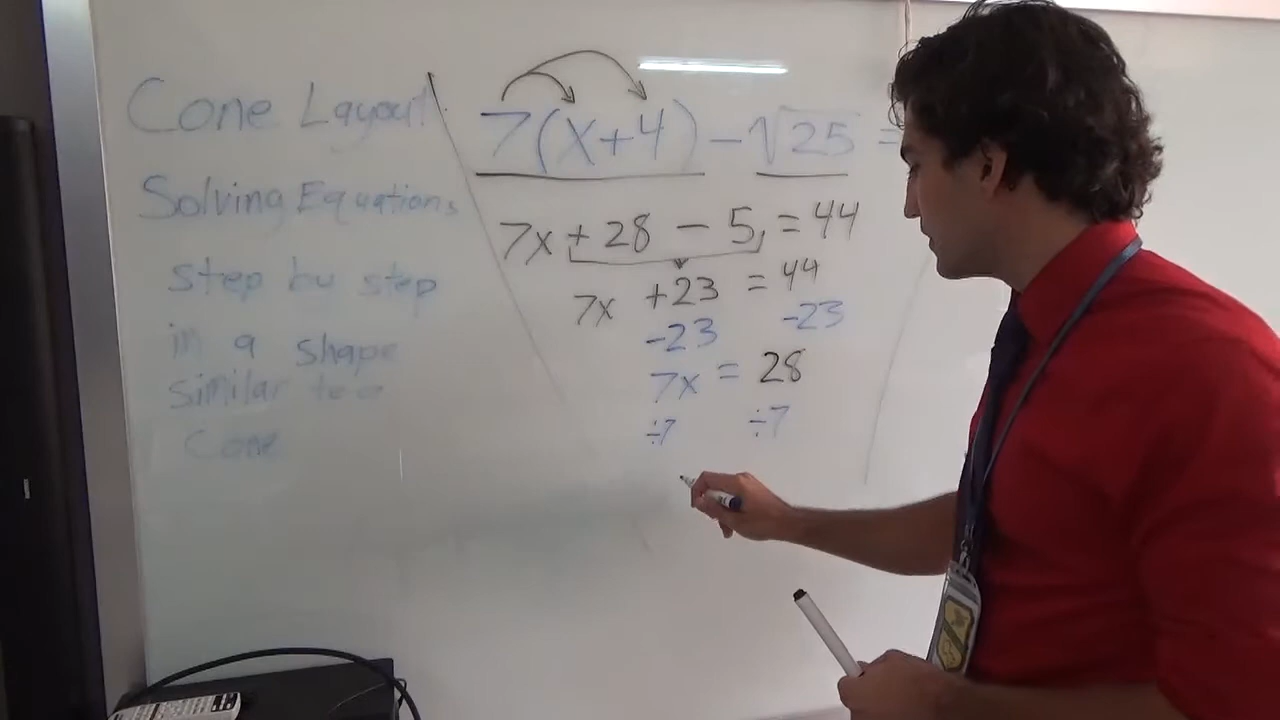 Cone Layout
Solving Equations
step by step
in a shape
similar to a
Cone
7(x+4) - √25 =
7x + 28 - 5 = 44
7x +23 = 44
-23 -23
7x = 28
÷7 ÷7